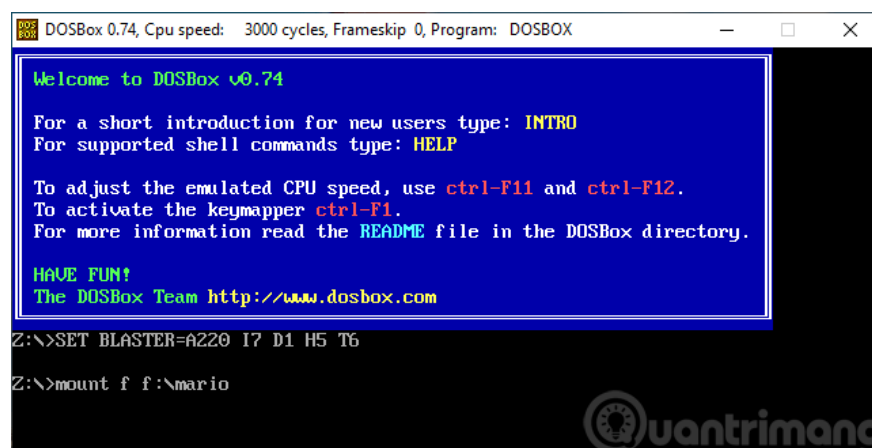 DOSBox 0.74, Cpu speed: 3000 cycles, Frameskip 0, Program: DOSBOX
Welcome to DOSBox v0.74
For a short introduction for new users type: INTRO
For supported shell commands type: HELP
To adjust the emulated CPU speed, use ctrl-F11 and ctrl-F12.
To activate the keymapper ctrl-F1.
For more information read the README file in the DOSBox directory.
HAVE FUN!
The DOSBox Team http://www.dosbox.com
Z:\>SET BLASTER=A220 I7 D1 H5 T6
Z:\>mount f f:\mario